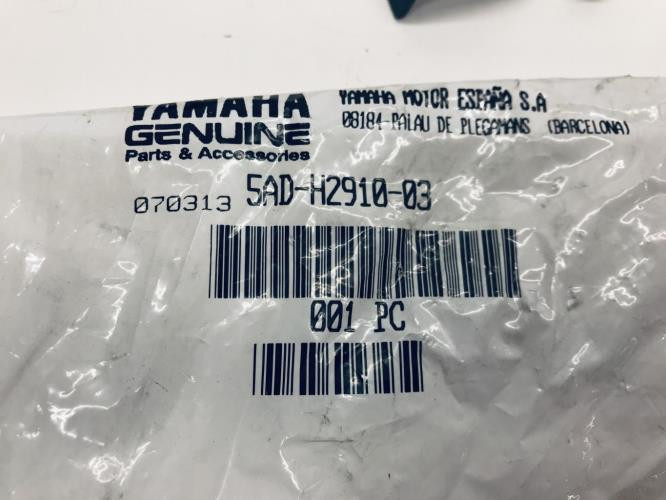 YAMAHA
GENUINE
Parts & Accessories
YAMAHA MOTOR ESPAÑA S.A
08184-PALAU DE PLEGAMANS (BARCELONA)
070313 5AD-H2910-03
001 PC